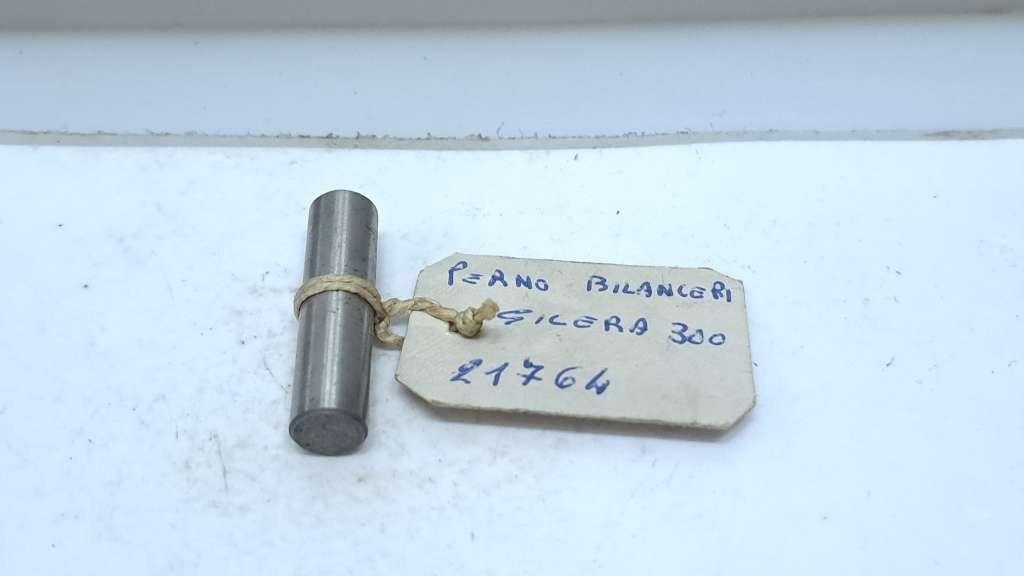 PERNO BILANCERI
GILERA 300
21764